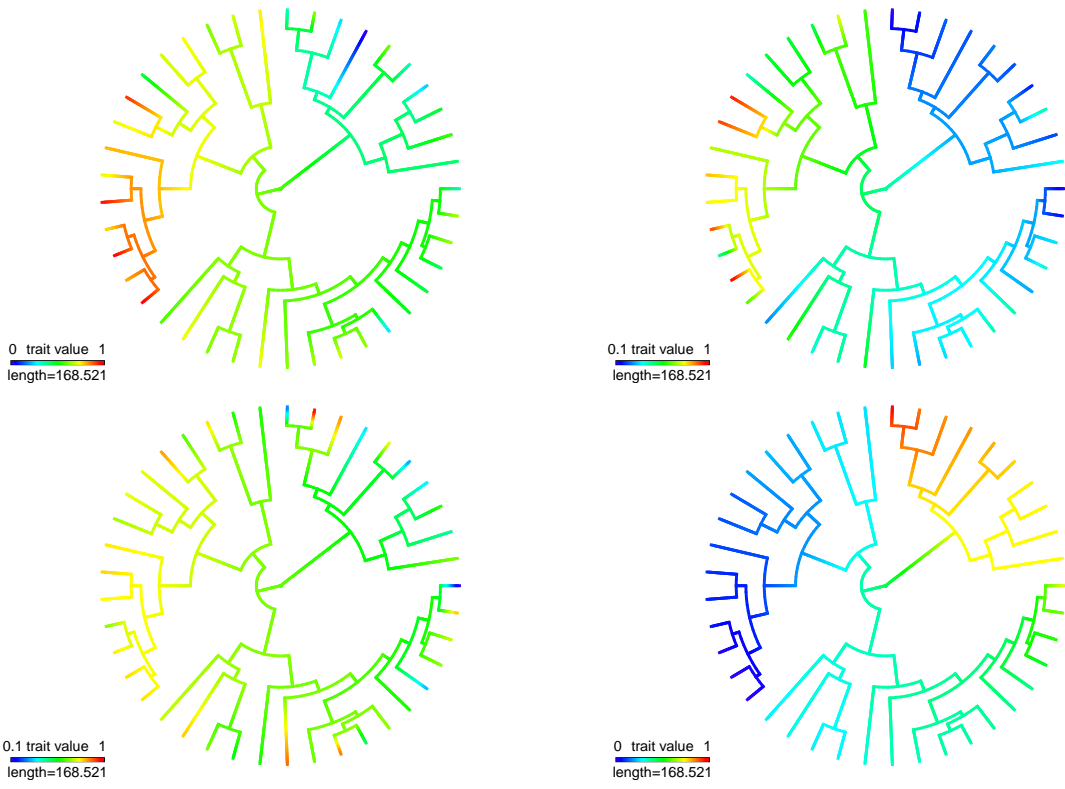 0 trait value 1
length=168.521
0.1 trait value 1
length=168.521
0.1 trait value 1
length=168.521
0 trait value 1
length=168.521